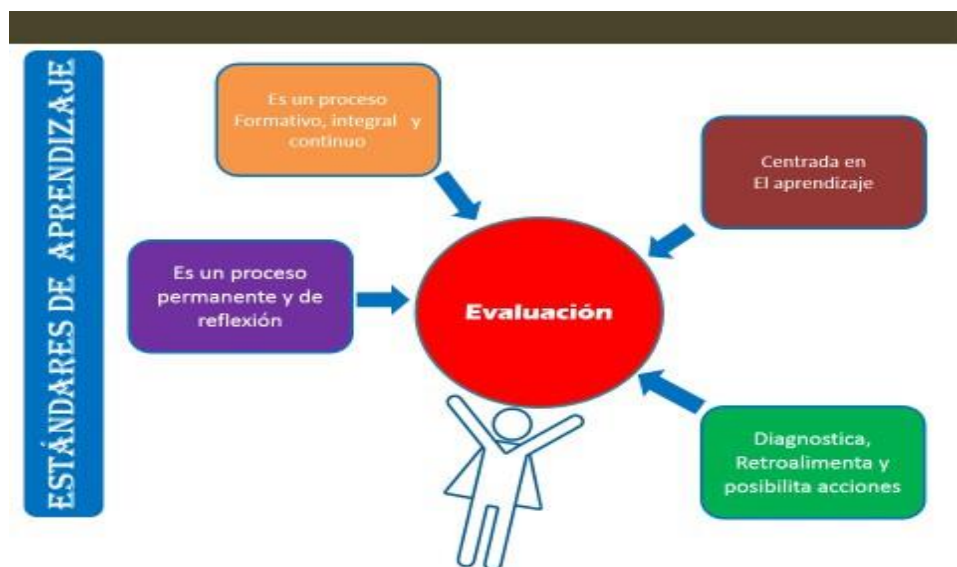 ESTÁNDARES DE APRENDIZAJE
Es un proceso
Formativo, integral y
continuo
Centrada en
El aprendizaje
Es un proceso
permanente y de
reflexión
Evaluación
Diagnostica,
Retroalimenta y
posibilita acciones